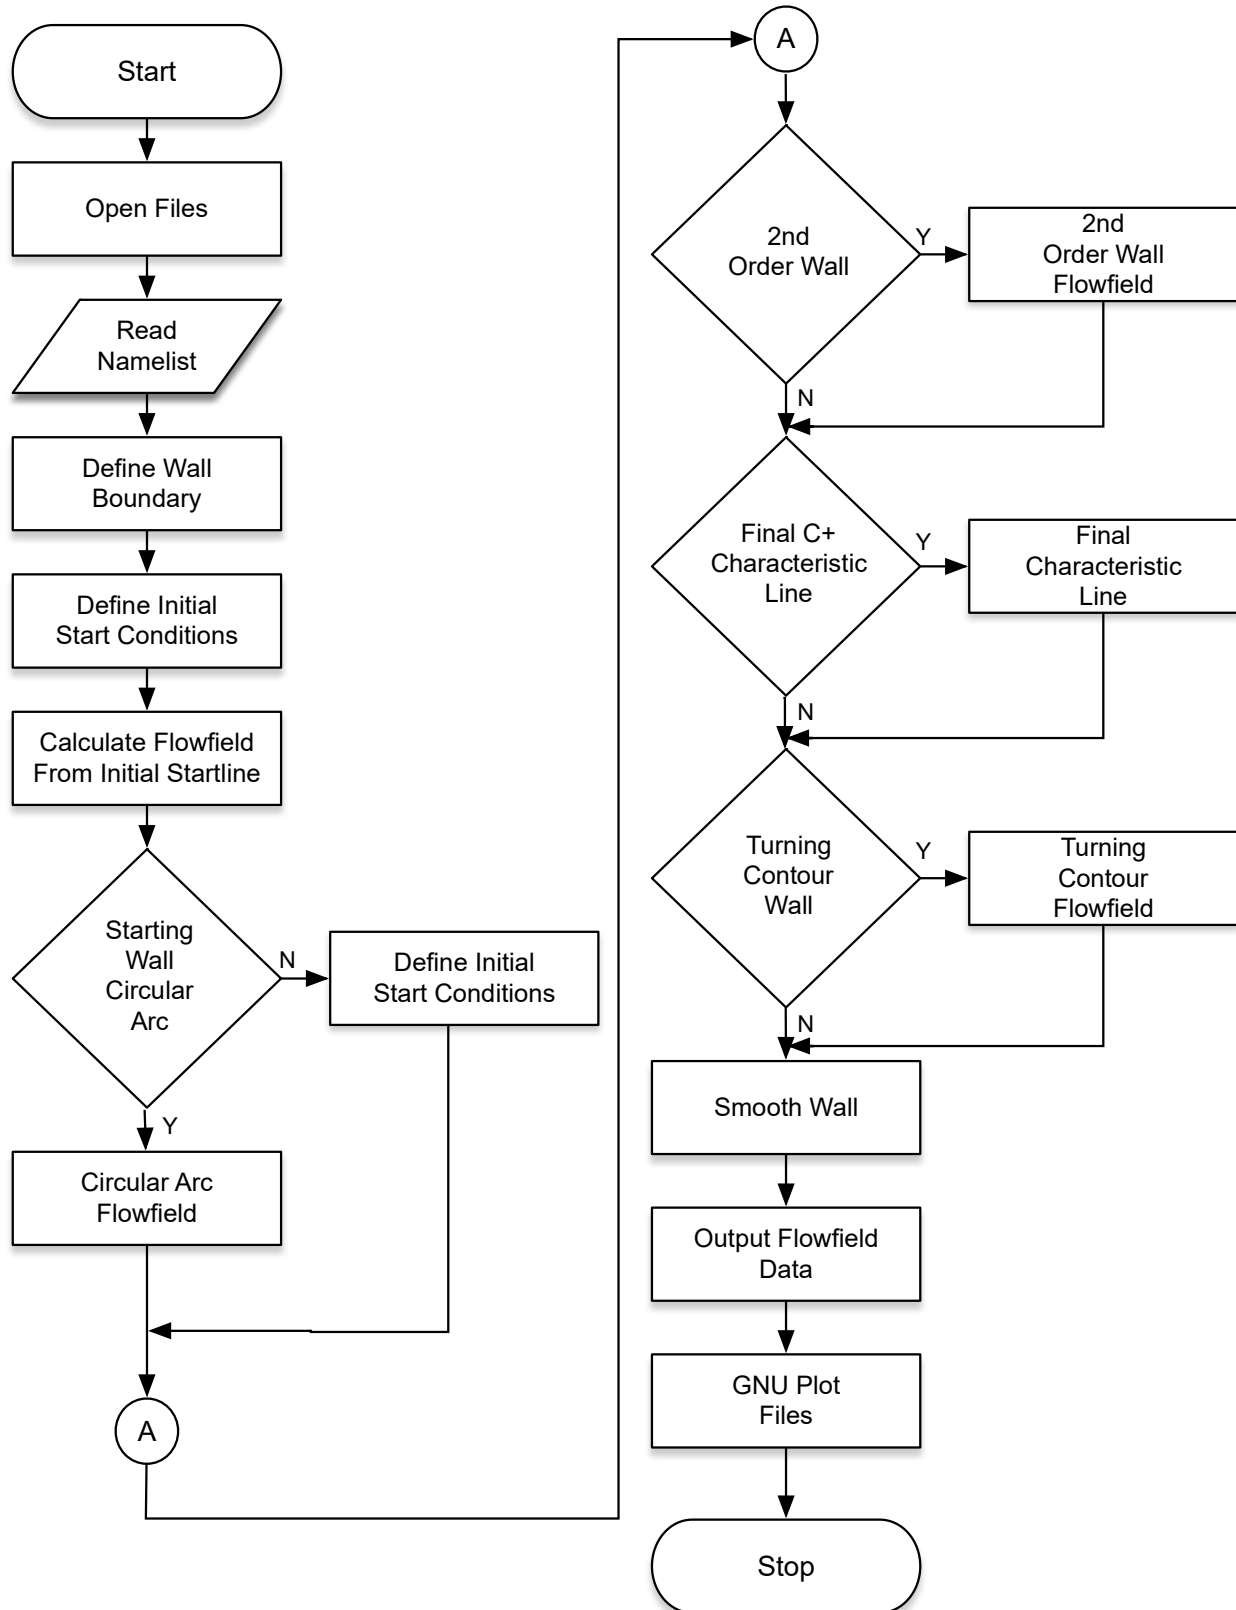 Start
Open Files
Read
Namelist
Define Wall
Boundary
Define Initial
Start Conditions
Calculate Flowfield
From Initial Startline
Starting
Wall
Circular
Arc
N
Define Initial
Start Conditions
Y
Circular Arc
Flowfield
A
A
2nd
Order Wall
Y
2nd
Order Wall
Flowfield
N
Final C+
Characteristic
Line
Y
Final
Characteristic
Line
N
Turning
Contour
Wall
Y
Turning
Contour
Flowfield
N
Smooth Wall
Output Flowfield
Data
GNU Plot
Files
Stop